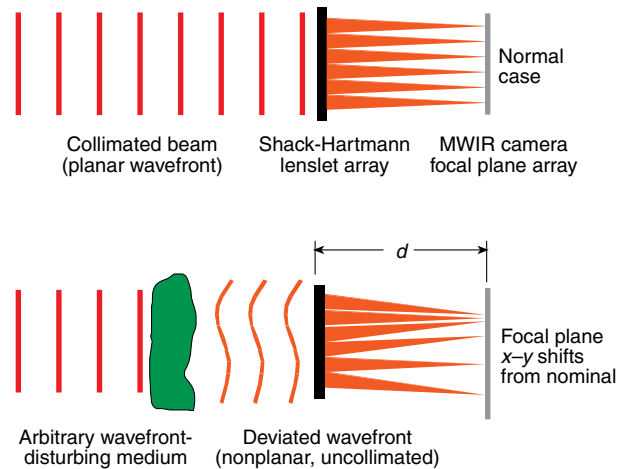 Normal
case
Collimated beam
(planar wavefront)
Shack-Hartmann
lenslet array
MWIR camera
focal plane array
d
Focal plane
x–y shifts
from nominal
Arbitrary wavefront-
disturbing medium
Deviated wavefront
(nonplanar, uncollimated)